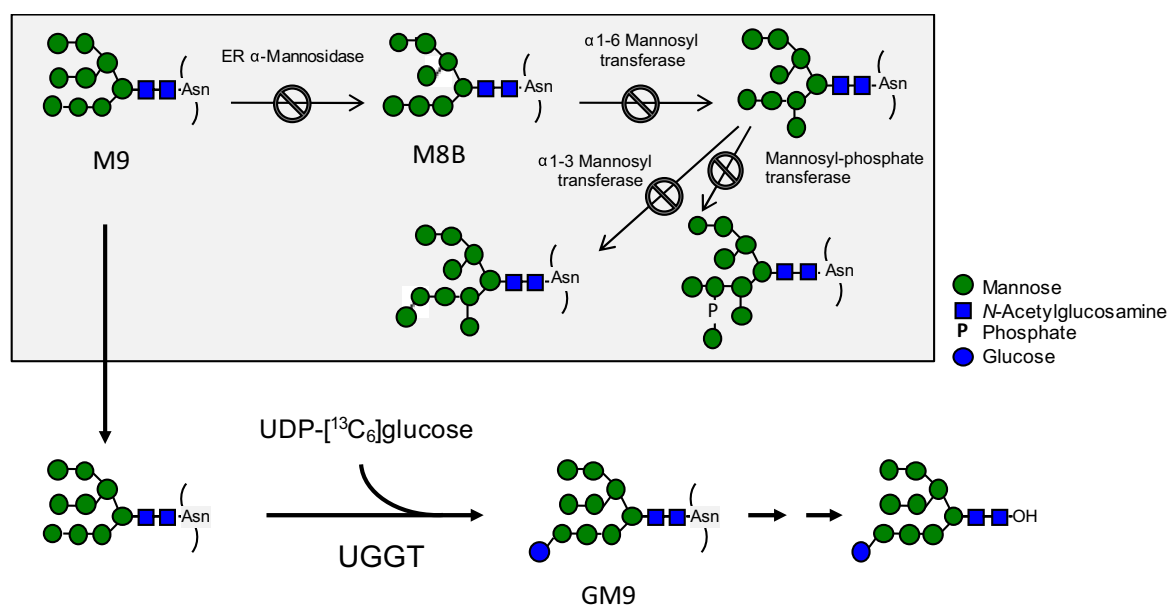 ER α-Mannosidase
α1-6 Mannosyl
transferase
Asn
Asn
Asn
M9
M8B
α1-3 Mannosyl
transferase
Mannosyl-phosphate
transferase
Asn
Asn
P
Mannose
N-Acetylglucosamine
P Phosphate
Glucose
UDP-[¹³C₆]glucose
Asn
Asn
OH
UGGT
GM9